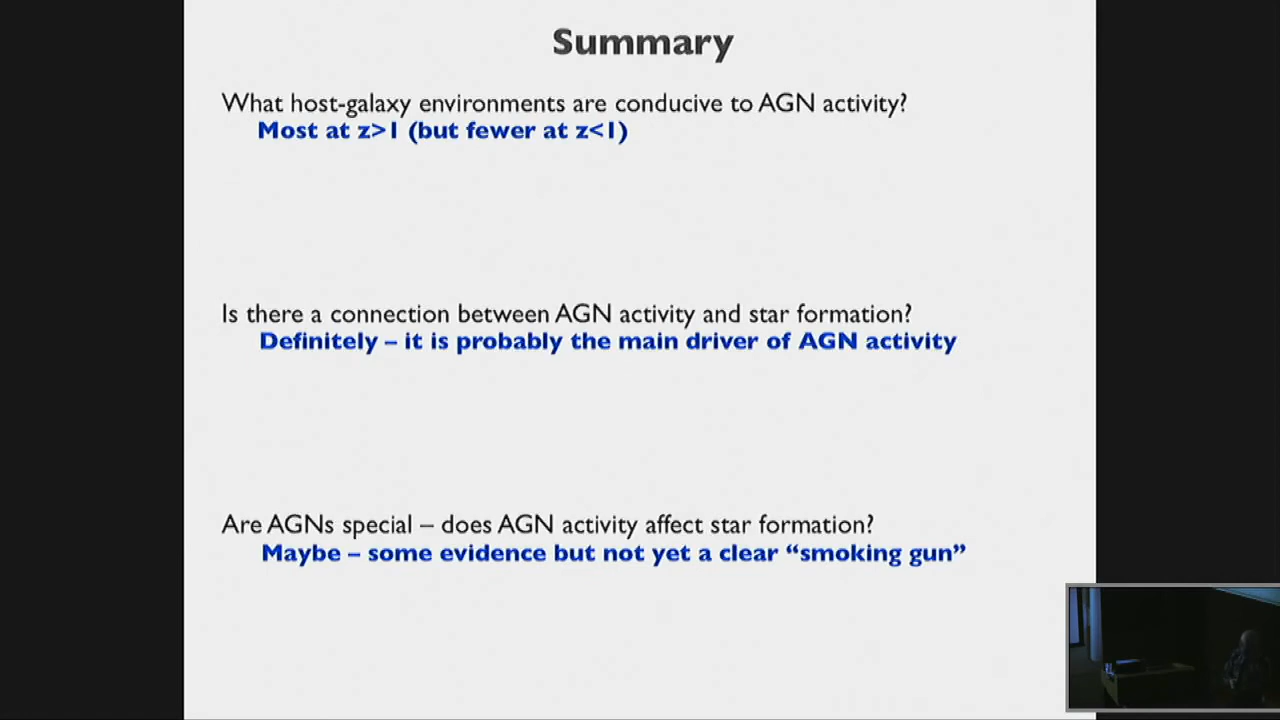 Summary
What host-galaxy environments are conducive to AGN activity?
Most at z>1 (but fewer at z<1)
Is there a connection between AGN activity and star formation?
Definitely – it is probably the main driver of AGN activity
Are AGNs special – does AGN activity affect star formation?
Maybe – some evidence but not yet a clear “smoking gun”